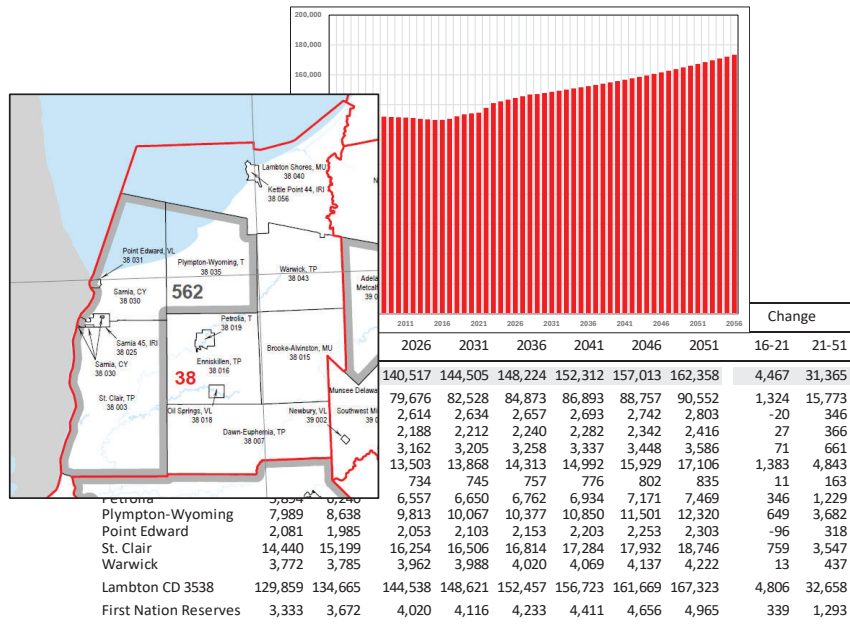 200,000
160,000
2011 2016 2021 2026 2031 2036 2041 2046 2051 2056
Lambton Shores, MU
38 040
Kettle Point 44, IRI
38 056
Point Edward, VL
38 031
Plympton-Wyoming, T
38 035
Warwick, TP
38 043
Sarnia, CY
38 030
562
Petrolia, T
38 019
Sarnia 45, IRI
38 025
Brooke-Alvinston, MU
38 015
Enniskillen, TP
38 016
Sarnia, CY
38 030
38
St. Clair, TP
38 003
Oil Springs, VL
38 018
Newbury, VL
39 002
Munsee Delawa
Southwest Mi
39 0
Dawn-Euphemia, TP
38 007
Adela
Metcalf
39 0
N
Change
2026 2031 2036 2041 2046 2051 16-21 21-51
140,517 144,505 148,224 152,312 157,013 162,358 4,467 31,365
79,676 82,528 84,873 86,893 88,757 90,552 1,324 15,773
2,614 2,634 2,657 2,693 2,742 2,803 -20 346
2,188 2,212 2,240 2,282 2,342 2,416 27 366
3,162 3,205 3,258 3,337 3,448 3,586 71 661
13,503 13,868 14,313 14,992 15,929 17,106 1,383 4,843
734 745 757 776 802 835 11 163
6,557 6,650 6,762 6,934 7,171 7,469 346 1,229
Plympton-Wyoming 7,989 8,638 9,813 10,067 10,377 10,850 11,501 12,320 649 3,682
Point Edward 2,081 1,985 2,053 2,103 2,153 2,203 2,253 2,303 -96 318
St. Clair 14,440 15,199 16,254 16,506 16,814 17,284 17,932 18,746 759 3,547
Warwick 3,772 3,785 3,962 3,988 4,020 4,069 4,137 4,222 13 437
Lambton CD 3538 129,859 134,665 144,538 148,621 152,457 156,723 161,669 167,323 4,806 32,658
First Nation Reserves 3,333 3,672 4,020 4,116 4,233 4,411 4,656 4,965 339 1,293